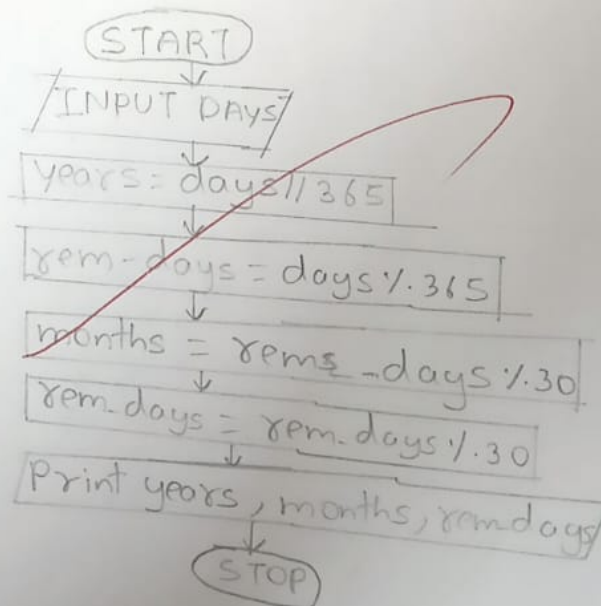 START
INPUT DAYS
years = days//365
rem-days = days%365
months = rems-days%30
rem-days = rem-days%30
Print years, months, remdays
STOP